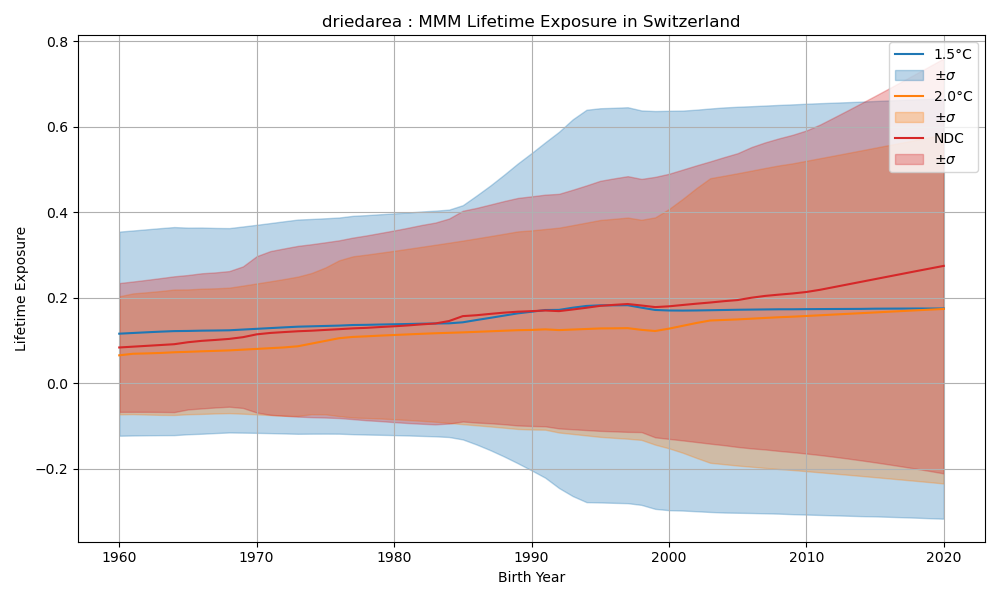 driedarea : MMM Lifetime Exposure in Switzerland
0.8
0.6
0.4
0.2
0.0
−0.2
Lifetime Exposure
1960
1970
1980
1990
2000
2010
2020
Birth Year
1.5°C
±σ
2.0°C
±σ
NDC
±σ